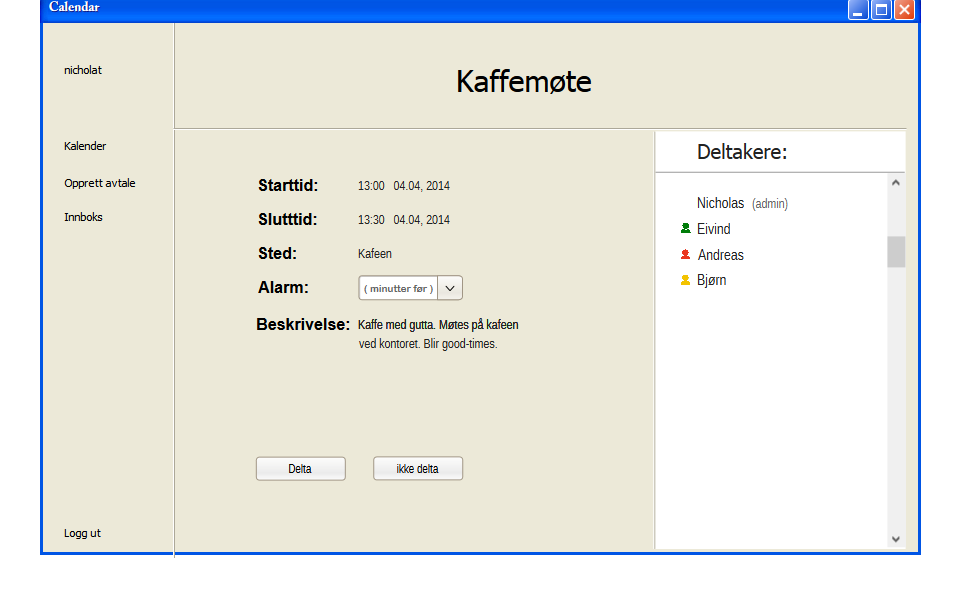 Calendar
nicholat
Kaffemøte
Kalender
Opprett avtale
Innboks
Logg ut
Starttid: 13:00 04.04, 2014
Slutttid: 13:30 04.04, 2014
Sted: Kafeen
Alarm: ( minutter før )
Beskrivelse: Kaffe med gutta. Møtes på kafeen
ved kontoret. Blir good-times.
Delta ikke delta
Deltakere:
Nicholas (admin)
Eivind
Andreas
Bjørn